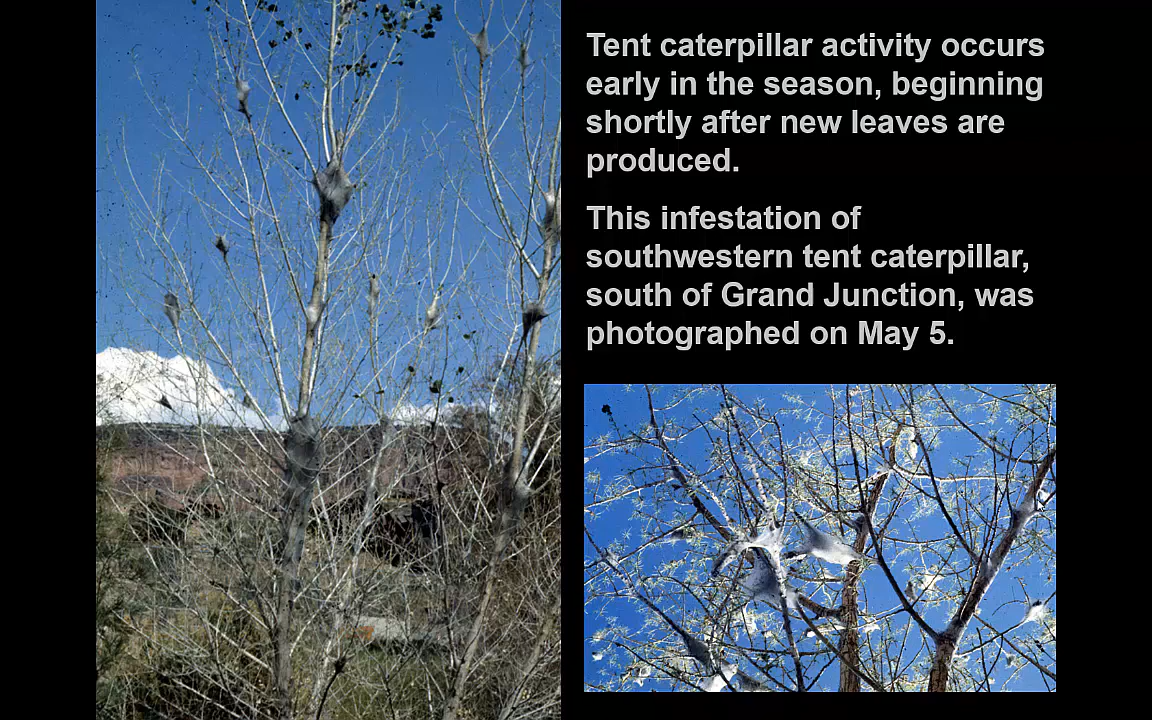 Tent caterpillar activity occurs
early in the season, beginning
shortly after new leaves are
produced.
This infestation of
southwestern tent caterpillar,
south of Grand Junction, was
photographed on May 5.